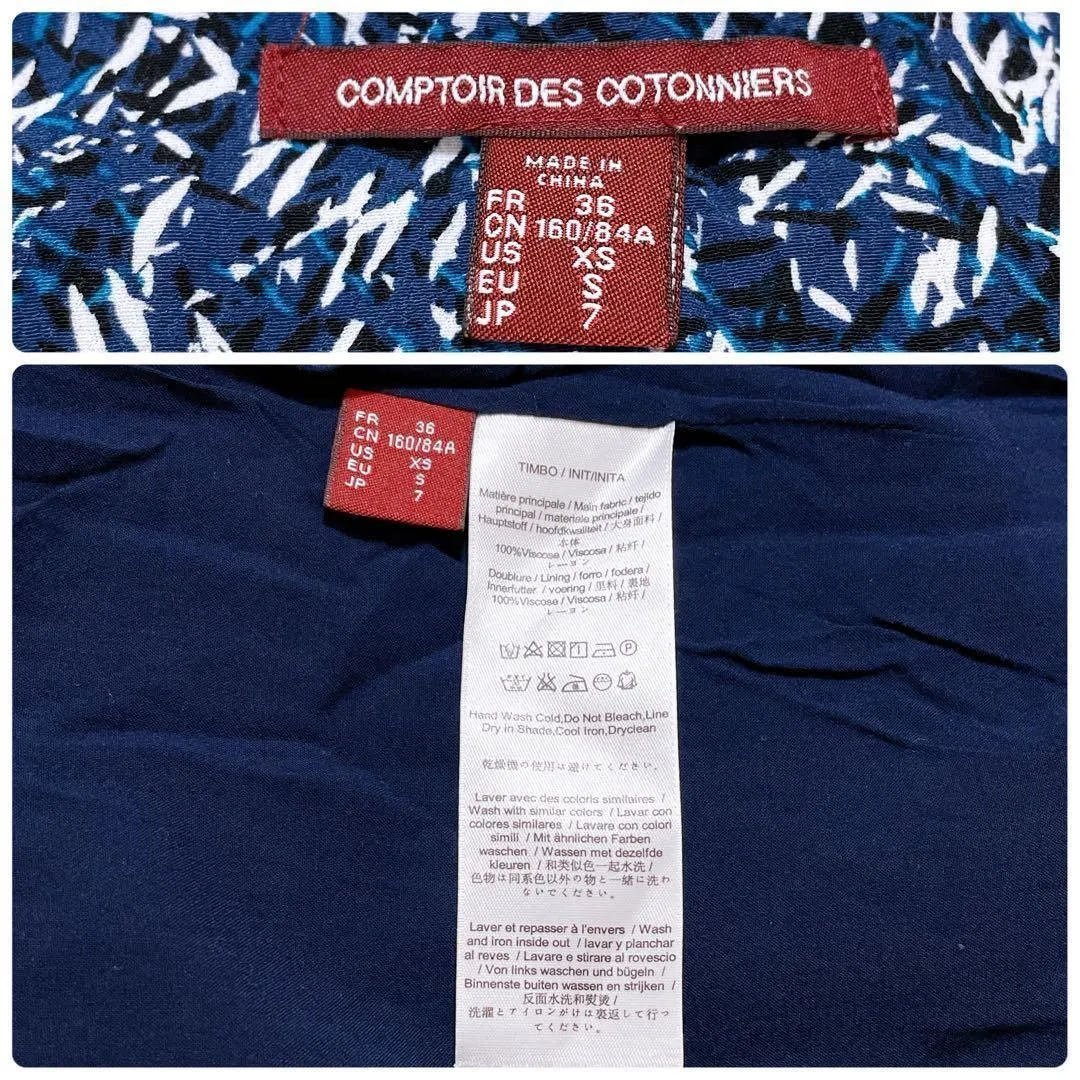 COMPTOIR DES COTONNIERS
MADE IN
CHINA
FR 36
CN 160/84A
US XS
EU S
JP 7
FR 36
CN 160/84A
US XS
EU S
JP 7
TIMBO / INIT/INITA
Matière principale / Main fabric / tejido
principal / materiale principale /
Hauptstoff / hoofdkwaliteit / 大身面料 /
本体
100%Viscose / Viscosa / 粘纤 /
レーヨン
Doublure / Lining / forro / fodera /
Innerfutter / voering / 里料 / 裏地
100%Viscose / Viscosa / 粘纤 /
レーヨン
P
Hand Wash Cold,Do Not Bleach,Line
Dry in Shade,Cool Iron,Dryclean
乾燥機の使用は避けてください。
Laver avec des coloris similaires /
Wash with similar colors / Lavar con
colores similares / Lavare con colori
simili / Mit ähnlichen Farben
waschen / Wassen met dezelfde
kleuren / 和类似色一起水洗 /
色物は同系色以外の物と一緒に洗わ
ないでください。
Laver et repasser à l'envers / Wash
and iron inside out / lavar y planchar
al reves / Lavare e stirare al rovescio
/ Von links waschen und bügeln /
Binnenste buiten wassen en strijken /
反面水洗和熨烫 /
洗濯とアイロンがけは裏返して行っ
てください。